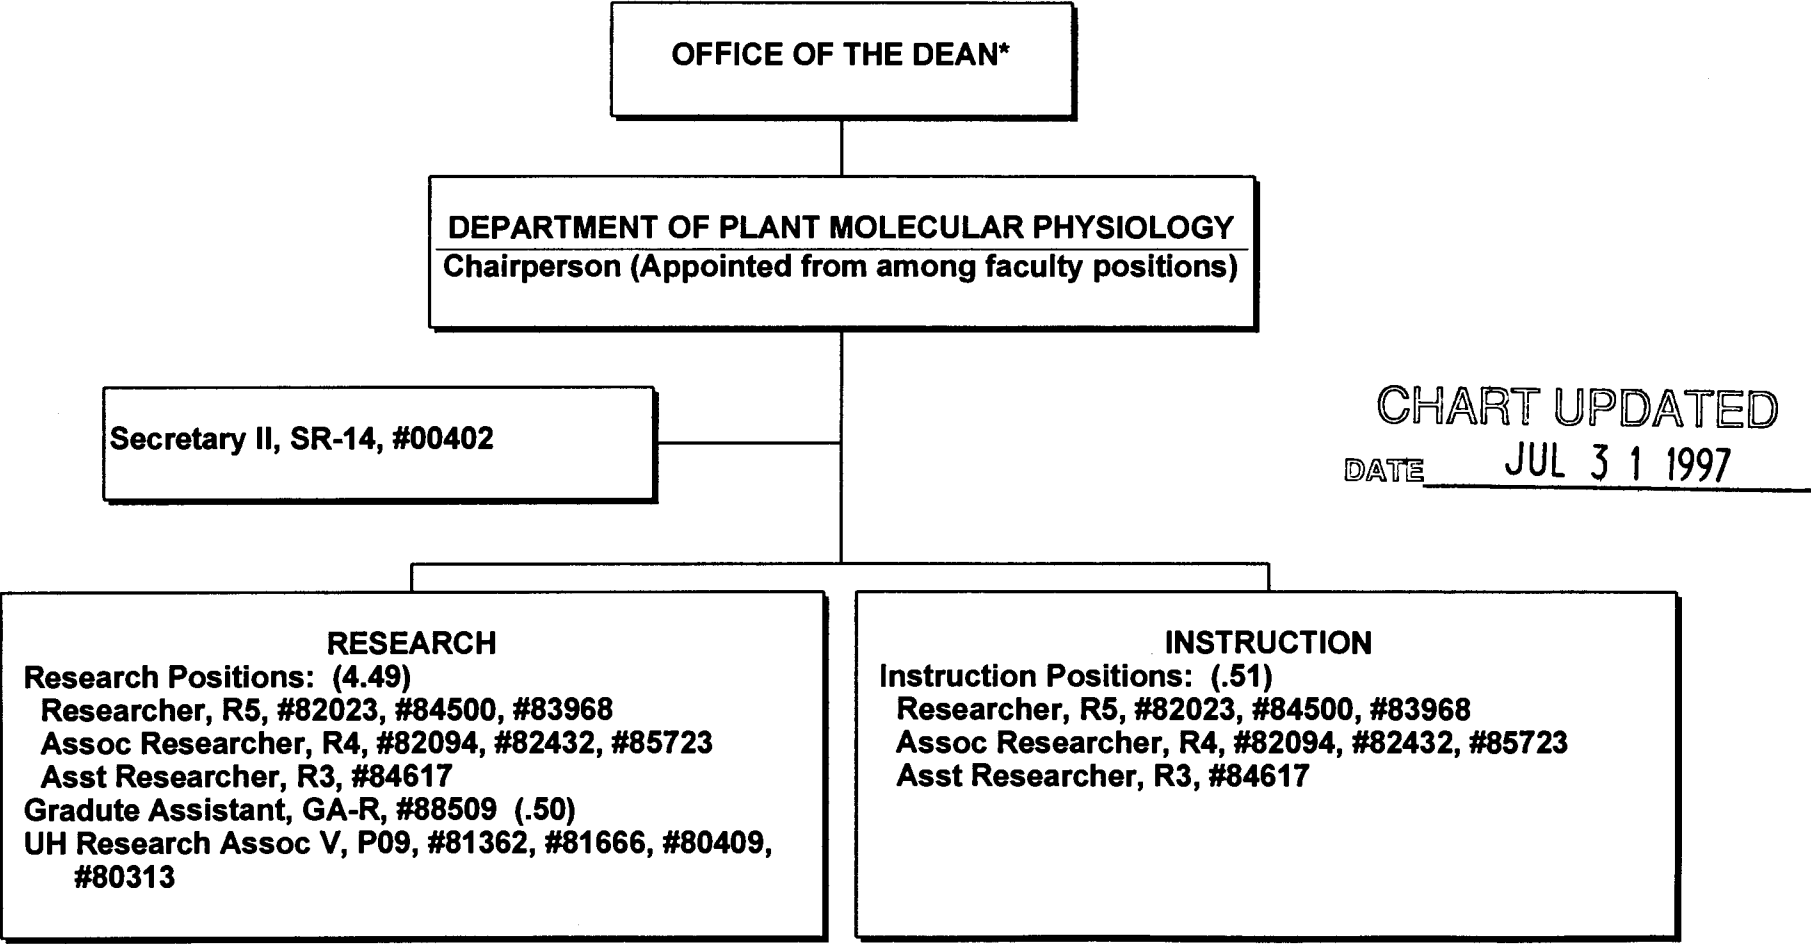 OFFICE OF THE DEAN*
DEPARTMENT OF PLANT MOLECULAR PHYSIOLOGY
Chairperson (Appointed from among faculty positions)
Secretary II, SR-14, #00402
CHART UPDATED
DATE JUL 31 1997
RESEARCH
Research Positions: (4.49)
Researcher, R5, #82023, #84500, #83968
Assoc Researcher, R4, #82094, #82432, #85723
Asst Researcher, R3, #84617
Gradute Assistant, GA-R, #88509 (.50)
UH Research Assoc V, P09, #81362, #81666, #80409,
#80313
INSTRUCTION
Instruction Positions: (.51)
Researcher, R5, #82023, #84500, #83968
Assoc Researcher, R4, #82094, #82432, #85723
Asst Researcher, R3, #84617